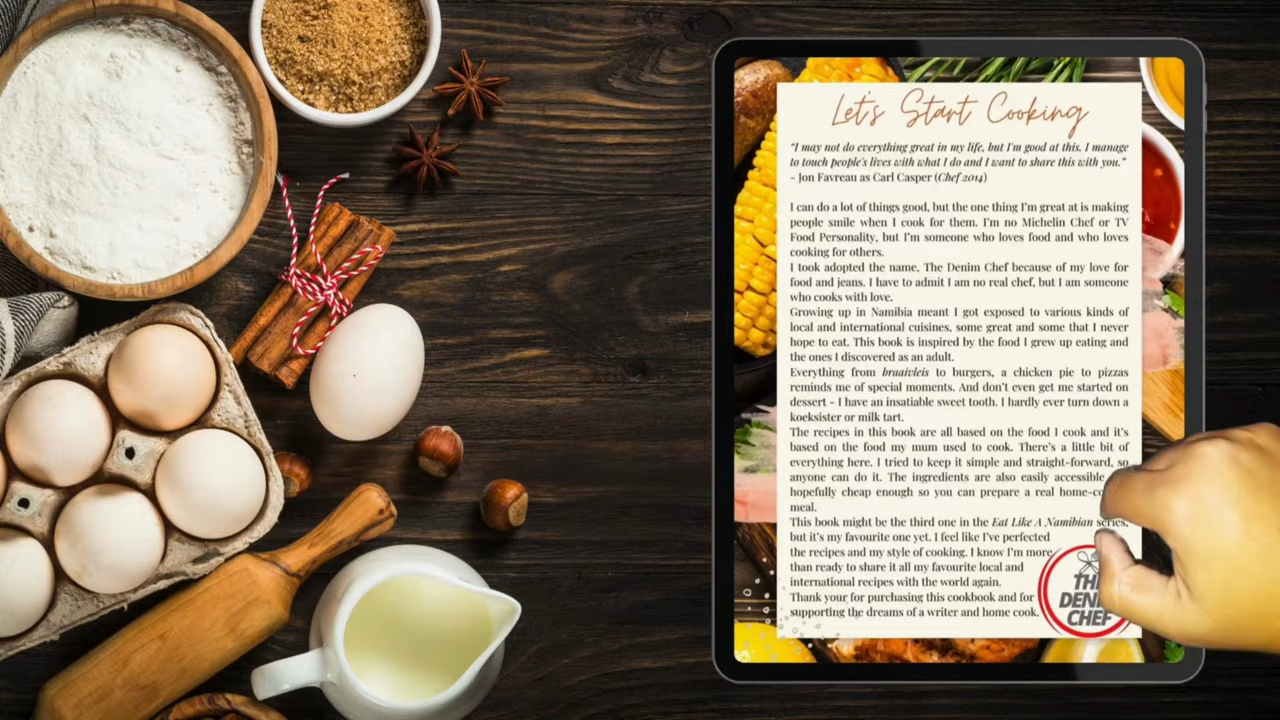 Let's Start Cooking
“I may not do everything great in my life, but I'm good at this. I manage
to touch people's lives with what I do and I want to share this with you.”
- Jon Favreau as Carl Casper (Chef 2014)
I can do a lot of things good, but the one thing I'm great at is making
people smile when I cook for them. I'm no Michelin Chef or TV
Food Personality, but I'm someone who loves food and who loves
cooking for others.
I took adopted the name, The Denim Chef because of my love for
food and jeans. I have to admit I am no real chef, but I am someone
who cooks with love.
Growing up in Namibia meant I got exposed to various kinds of
local and international cuisines, some great and some that I never
hope to eat. This book is inspired by the food I grew up eating and
the ones I discovered as an adult.
Everything from braaivleis to burgers, a chicken pie to pizzas
reminds me of special moments. And don't even get me started on
dessert - I have an insatiable sweet tooth. I hardly ever turn down a
koeksister or milk tart.
The recipes in this book are all based on the food I cook and it's
based on the food my mum used to cook. There's a little bit of
everything here. I tried to keep it simple and straight-forward, so
anyone can do it. The ingredients are also easily accessible
hopefully cheap enough so you can prepare a real
meal.
This book might be the third one in the Eat Like A Namibian series,
but it's my favourite one yet. I feel like I've perfected
the recipes and my style of cooking. I know I'm more
than ready to share it all my favourite local and
international recipes with the world again.
Thank your for purchasing this cookbook and for
supporting the dreams of a writer and home cook.
THE
DENIM
CHEF